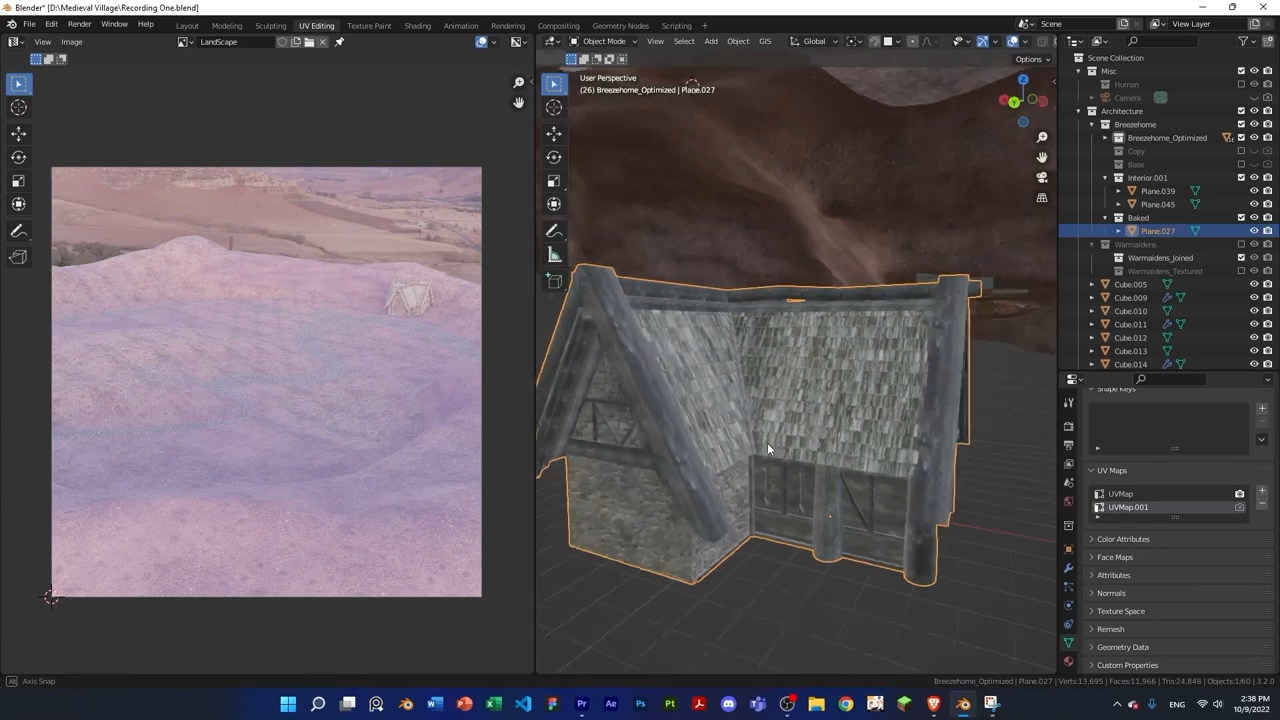 Blender* [D:\Medieval Village\Recording One.blend]
File Edit Render Window Help Layout Modeling Sculpting UV Editing Texture Paint Shading Animation Rendering Compositing Geometry Nodes Scripting + Scene View Layer
View Image LandScape Object Mode View Select Add Object GIS Global
Options
User Perspective
(26) Breezehome_Optimized | Plane.027
Scene Collection
Misc
Human
Camera
Architecture
Breezehome
Breezehome_Optimized
Copy
Base
Interior.001
Plane.039
Plane.045
Baked
Plane.027
Warmaidens
Warmaidens_Joined
Warmaidens_Textured
Cube.005
Cube.009
Cube.010
Cube.011
Cube.012
Cube.013
Cube.014
Shape Keys
UV Maps
UVMap
UVMap.001
Color Attributes
Face Maps
Attributes
Normals
Texture Space
Remesh
Geometry Data
Custom Properties
Axis Snap
Breezehome_Optimized | Plane.027 | Verts:13,695 | Faces:11,966 | Tris:24,848 | Objects:1/60 | 3.2.0
2:38 PM
10/9/2022